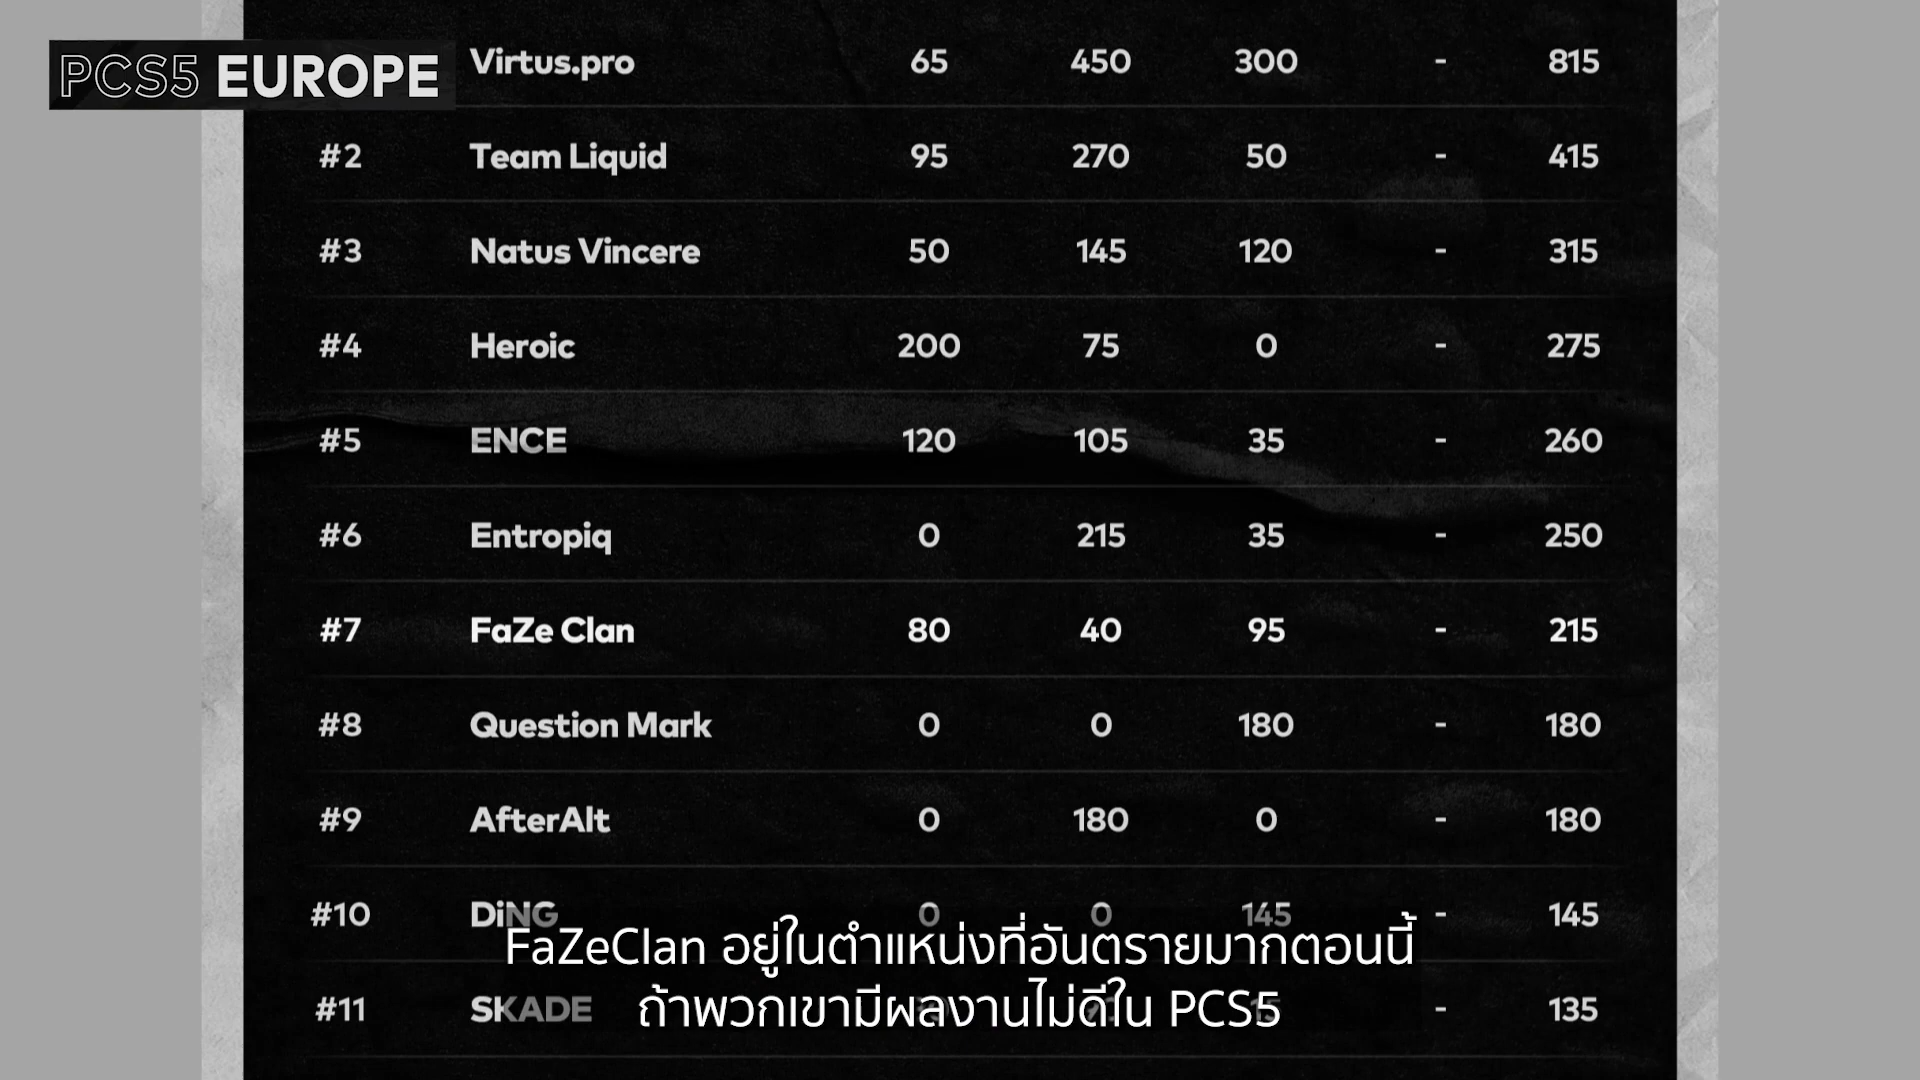 PCS5 EUROPE
Virtus.pro 65 450 300 - 815
#2 Team Liquid 95 270 50 - 415
#3 Natus Vincere 50 145 120 - 315
#4 Heroic 200 75 0 - 275
#5 ENCE 120 105 35 - 260
#6 Entropiq 0 215 35 - 250
#7 FaZe Clan 80 40 95 - 215
#8 Question Mark 0 0 180 - 180
#9 AfterAlt 0 180 0 - 180
#10 DiNG 0 0 145 - 145
#11 SKADE - 135
FaZeClan อยู่ในตำแหน่งที่อันตรายมากตอนนี้
ถ้าพวกเขามีผลงานไม่ดีใน PCS5